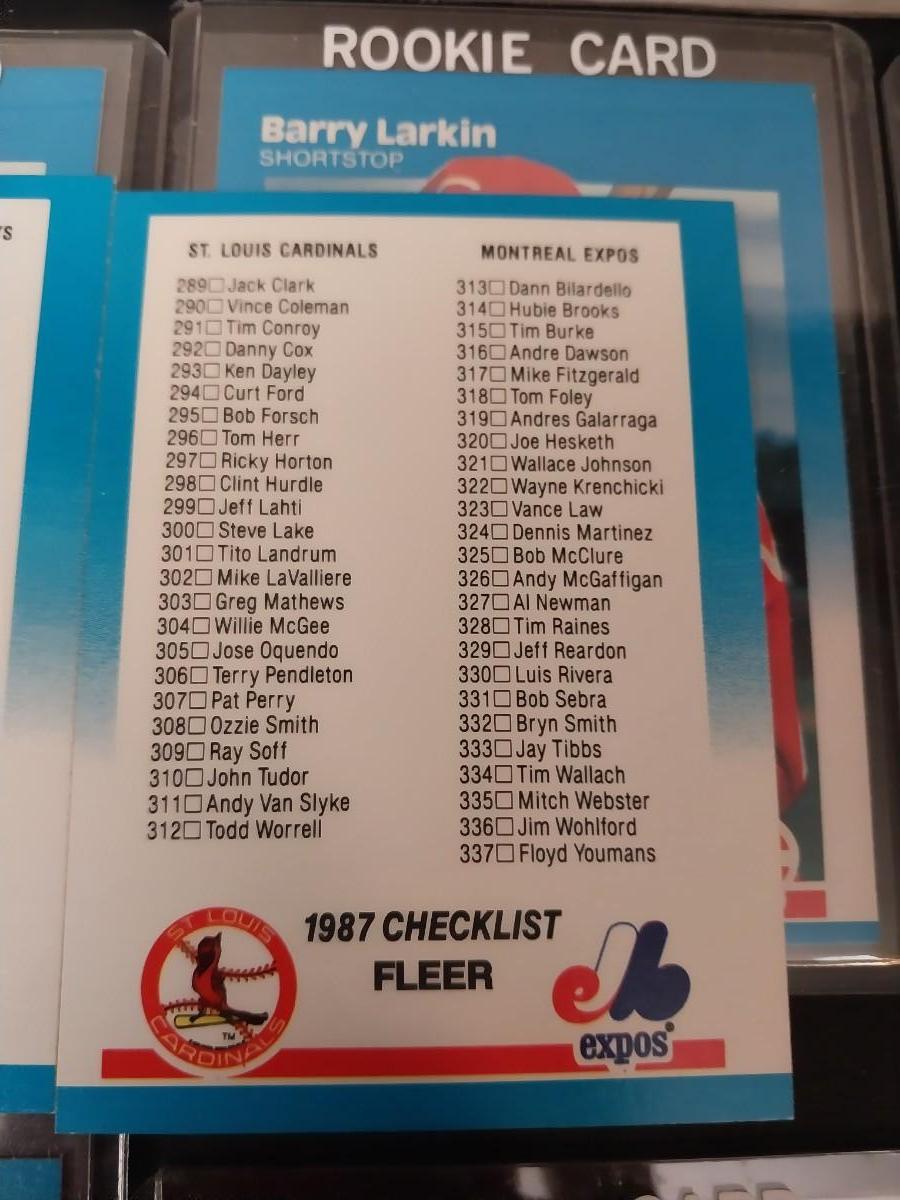 ROOKIE CARD
Barry Larkin
SHORTSTOP
ST. LOUIS CARDINALS
289 Jack Clark
290 Vince Coleman
291 Tim Conroy
292 Danny Cox
293 Ken Dayley
294 Curt Ford
295 Bob Forsch
296 Tom Herr
297 Ricky Horton
298 Clint Hurdle
299 Jeff Lahti
300 Steve Lake
301 Tito Landrum
302 Mike LaValliere
303 Greg Mathews
304 Willie McGee
305 Jose Oquendo
306 Terry Pendleton
307 Pat Perry
308 Ozzie Smith
309 Ray Soff
310 John Tudor
311 Andy Van Slyke
312 Todd Worrell
MONTREAL EXPOS
313 Dann Bilardello
314 Hubie Brooks
315 Tim Burke
316 Andre Dawson
317 Mike Fitzgerald
318 Tom Foley
319 Andres Galarraga
320 Joe Hesketh
321 Wallace Johnson
322 Wayne Krenchicki
323 Vance Law
324 Dennis Martinez
325 Bob McClure
326 Andy McGaffigan
327 Al Newman
328 Tim Raines
329 Jeff Reardon
330 Luis Rivera
331 Bob Sebra
332 Bryn Smith
333 Jay Tibbs
334 Tim Wallach
335 Mitch Webster
336 Jim Wohlford
337 Floyd Youmans
1987 CHECKLIST
FLEER
ST LOUIS
CARDINALS
TM
expos®